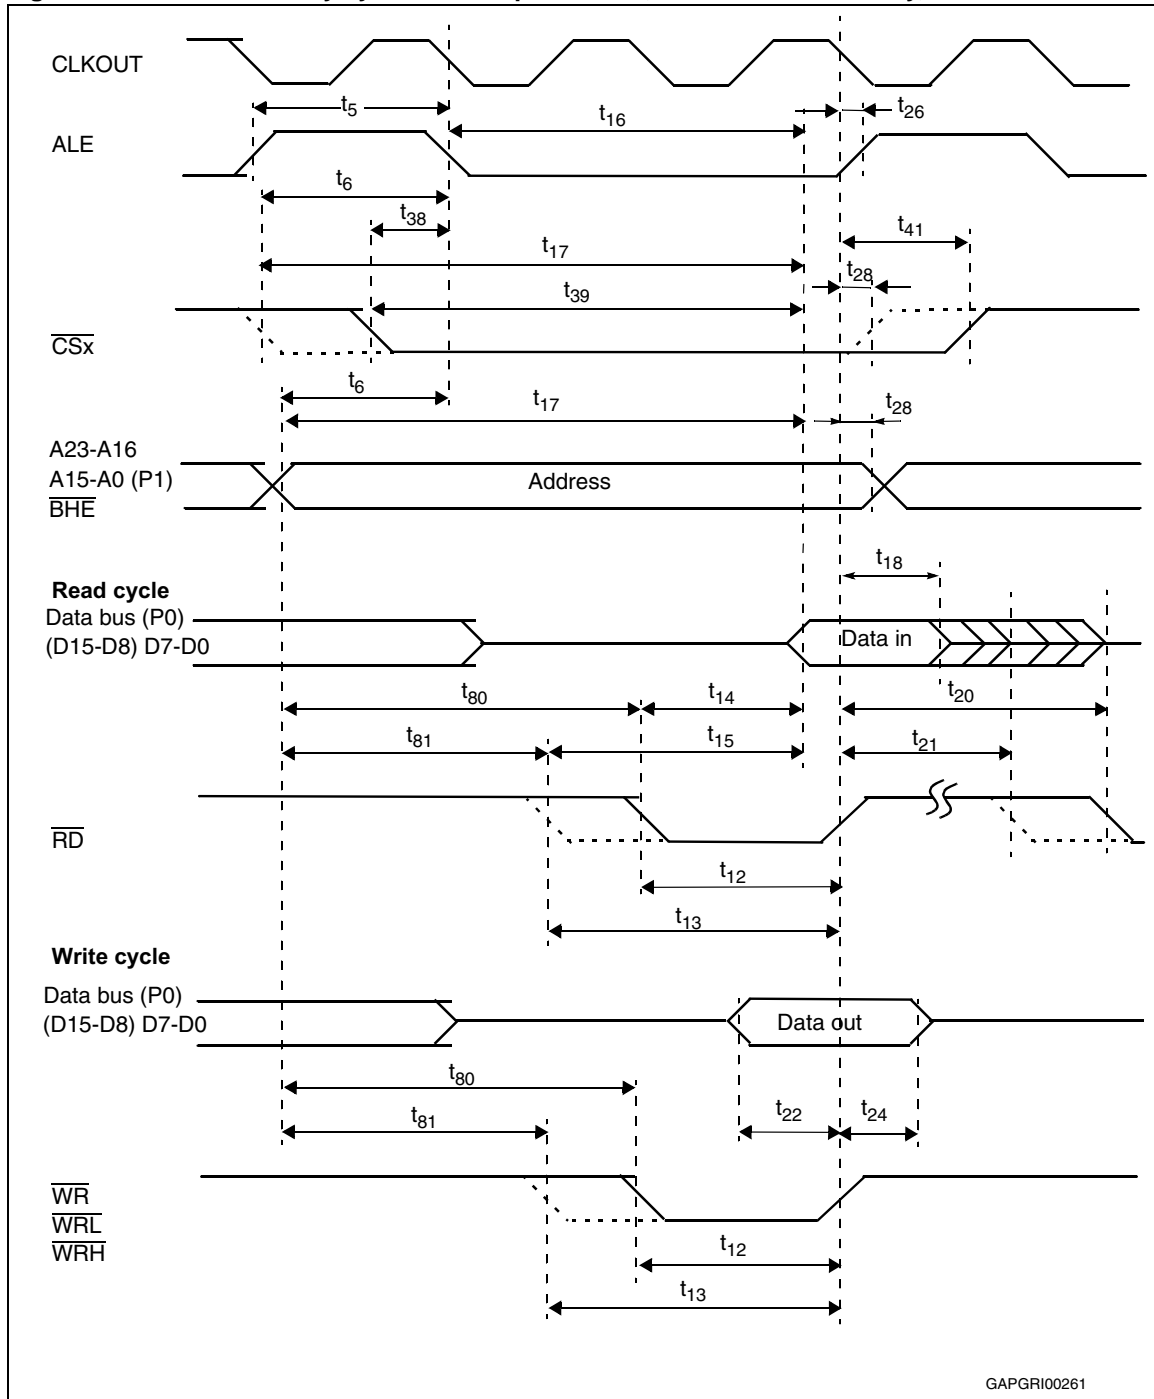 CLKOUT
t5
t16
t26
ALE
t6
t38
t41
t17
t28
t39
CSx
t6
t17
t28
A23-A16
A15-A0 (P1)
BHE
Address
t18
Read cycle
Data bus (P0)
(D15-D8) D7-D0
Data in
t80
t14
t20
t81
t15
t21
RD
t12
t13
Write cycle
Data bus (P0)
(D15-D8) D7-D0
Data out
t80
t81
t22
t24
WR
WRL
WRH
t12
t13
GAPGRI00261